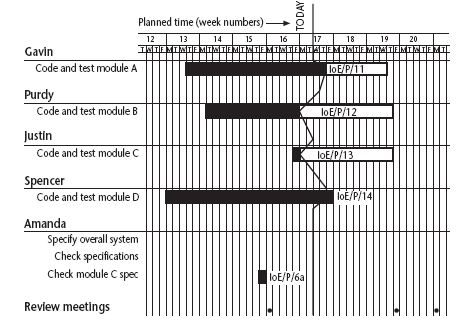 TODAY
Planned time (week numbers)
12 13 14 15 16 17 18 19 20
Gavin
Code and test module A IoE/P/11
Purdy
Code and test module B IoE/P/12
Justin
Code and test module C IoE/P/13
Spencer
Code and test module D IoE/P/14
Amanda
Specify overall system
Check specifications
Check module C spec IoE/P/6a
Review meetings